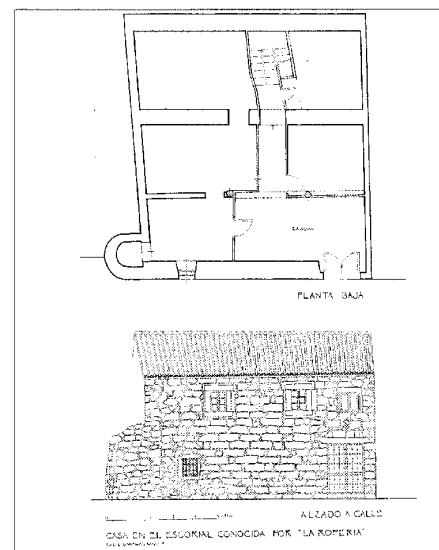 ZAGUAN
PLANTA BAJA
ALZADO A CALLE
CASA EN EL ESCORIAL CONOCIDA POR "LA ROPERIA"